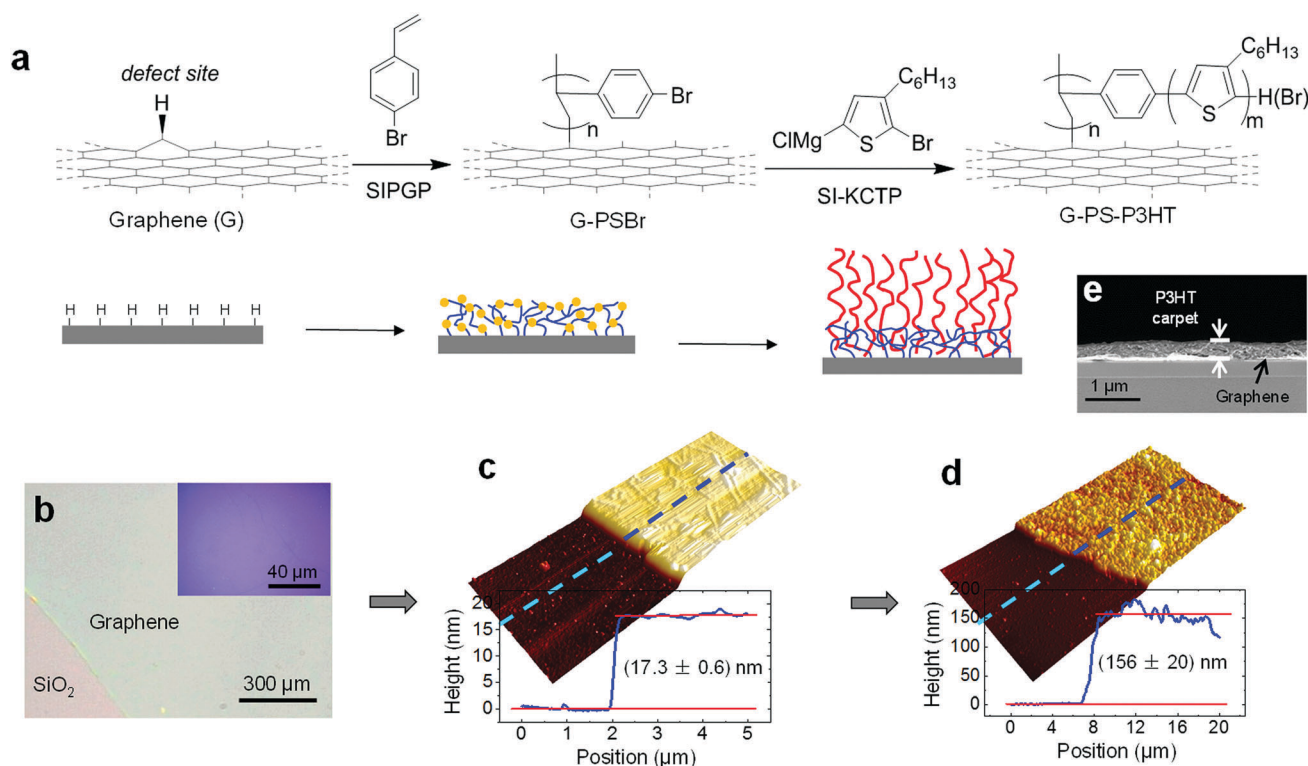 a
defect site
H
Graphene (G)
Br
SIPGP
n
Br
G-PSBr
C6H13
ClMg
S
Br
SI-KCTP
n
C6H13
S
m
H(Br)
G-PS-P3HT
H H H H H H H
e
P3HT
carpet
1 µm
Graphene
b
40 µm
Graphene
SiO2
300 µm
c
Height (nm)
20
15
10
5
0
(17.3 ± 0.6) nm
0 1 2 3 4 5
Position (µm)
d
Height (nm)
200
150
100
50
0
(156 ± 20) nm
0 4 8 12 16 20
Position (µm)